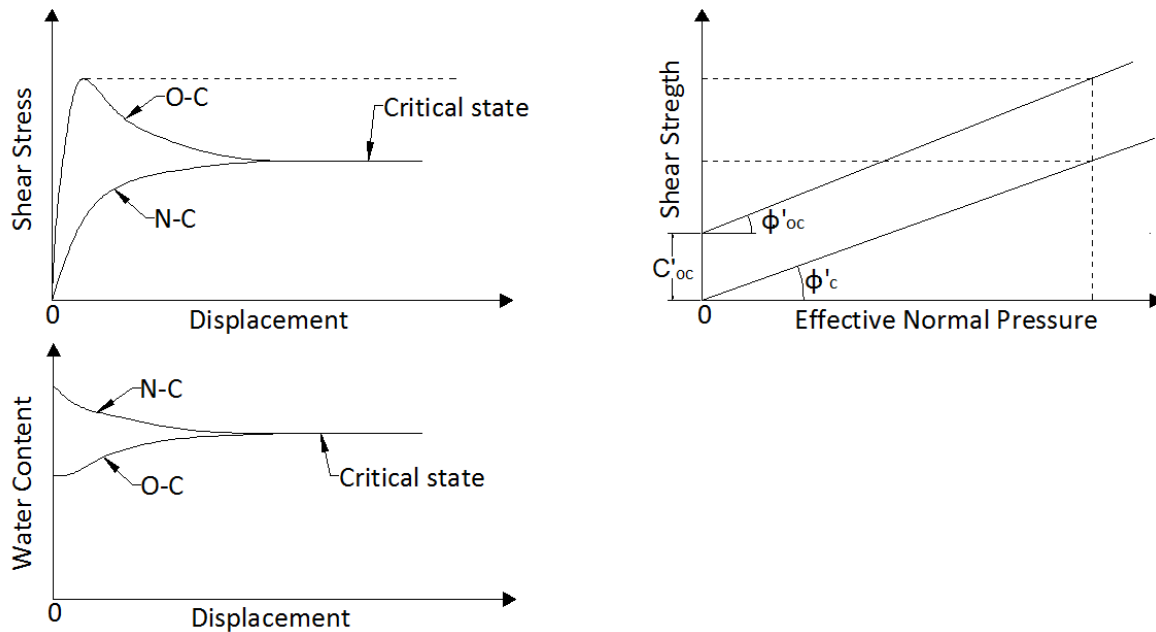 Shear Stress
O-C
N-C
Critical state
0
Displacement
Shear Stregth
ϕ'oc
C'oc
ϕ'c
0
Effective Normal Pressure
Water Content
N-C
O-C
Critical state
0
Displacement